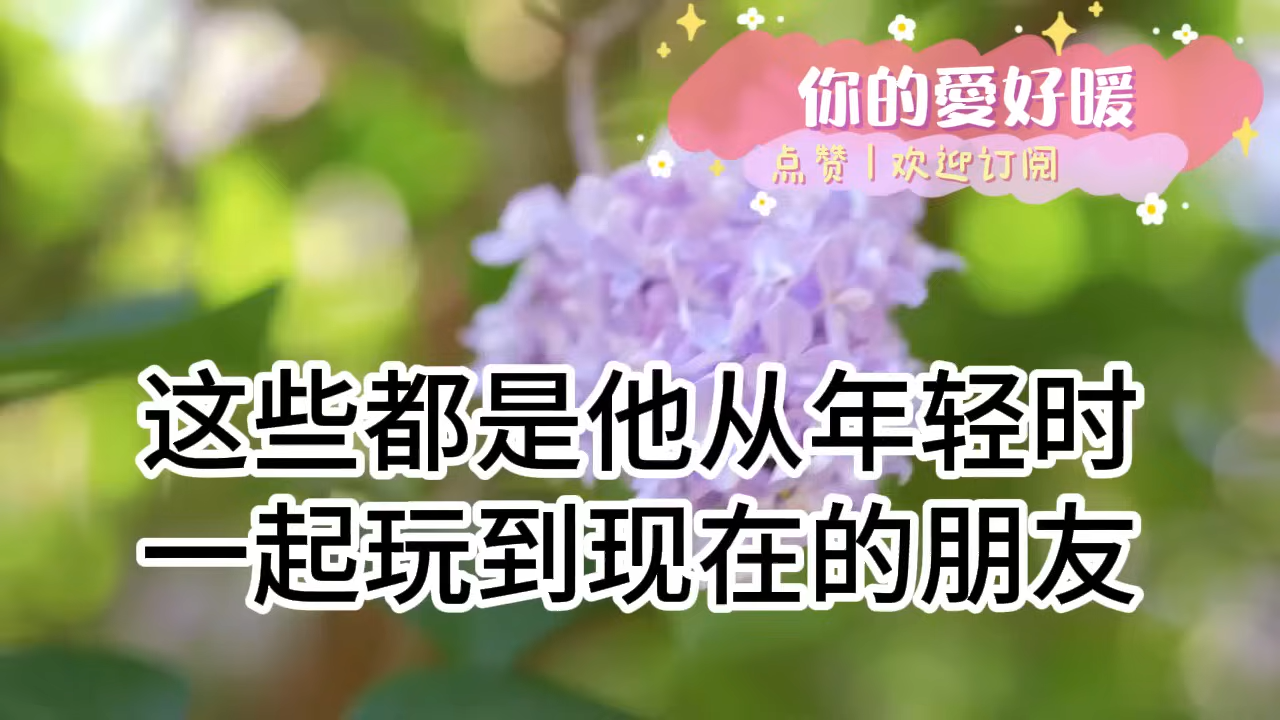 你的愛好暖
点赞 | 欢迎订阅
这些都是他从年轻时
一起玩到现在的朋友